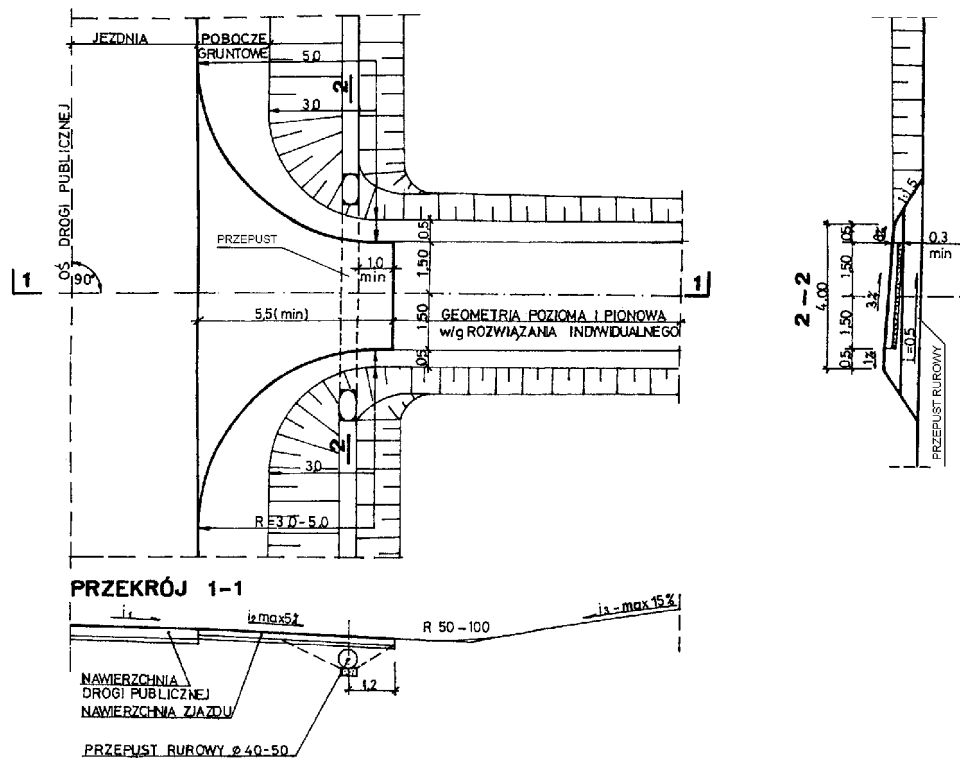 JEZDNIA
POBOCZE
GRUNTOWE
5.0
2
3.0
OŚ DROGI PUBLICZNEJ
90°
PRZEPUST
1
1.0
min
0.5
1.50
1
5,5(min)
1.50
0.5
GEOMETRIA POZIOMA I PIONOWA
w/g ROZWIĄZANIA INDYWIDUALNEGO
2
3.0
R=3.0-5.0
1:1.5
0.5
8%
0.3
min
2-2
4.00
1.50
3%
1.50
0.5
1%
i=0.5
PRZEPUST RUROWY
PRZEKRÓJ 1-1
i₁
i₂ max 5%
R 50-100
i₃ - max 15%
1.2
NAWIERZCHNIA
DROGI PUBLICZNEJ
NAWIERZCHNIA ZJAZDU
PRZEPUST RUROWY ø 40-50